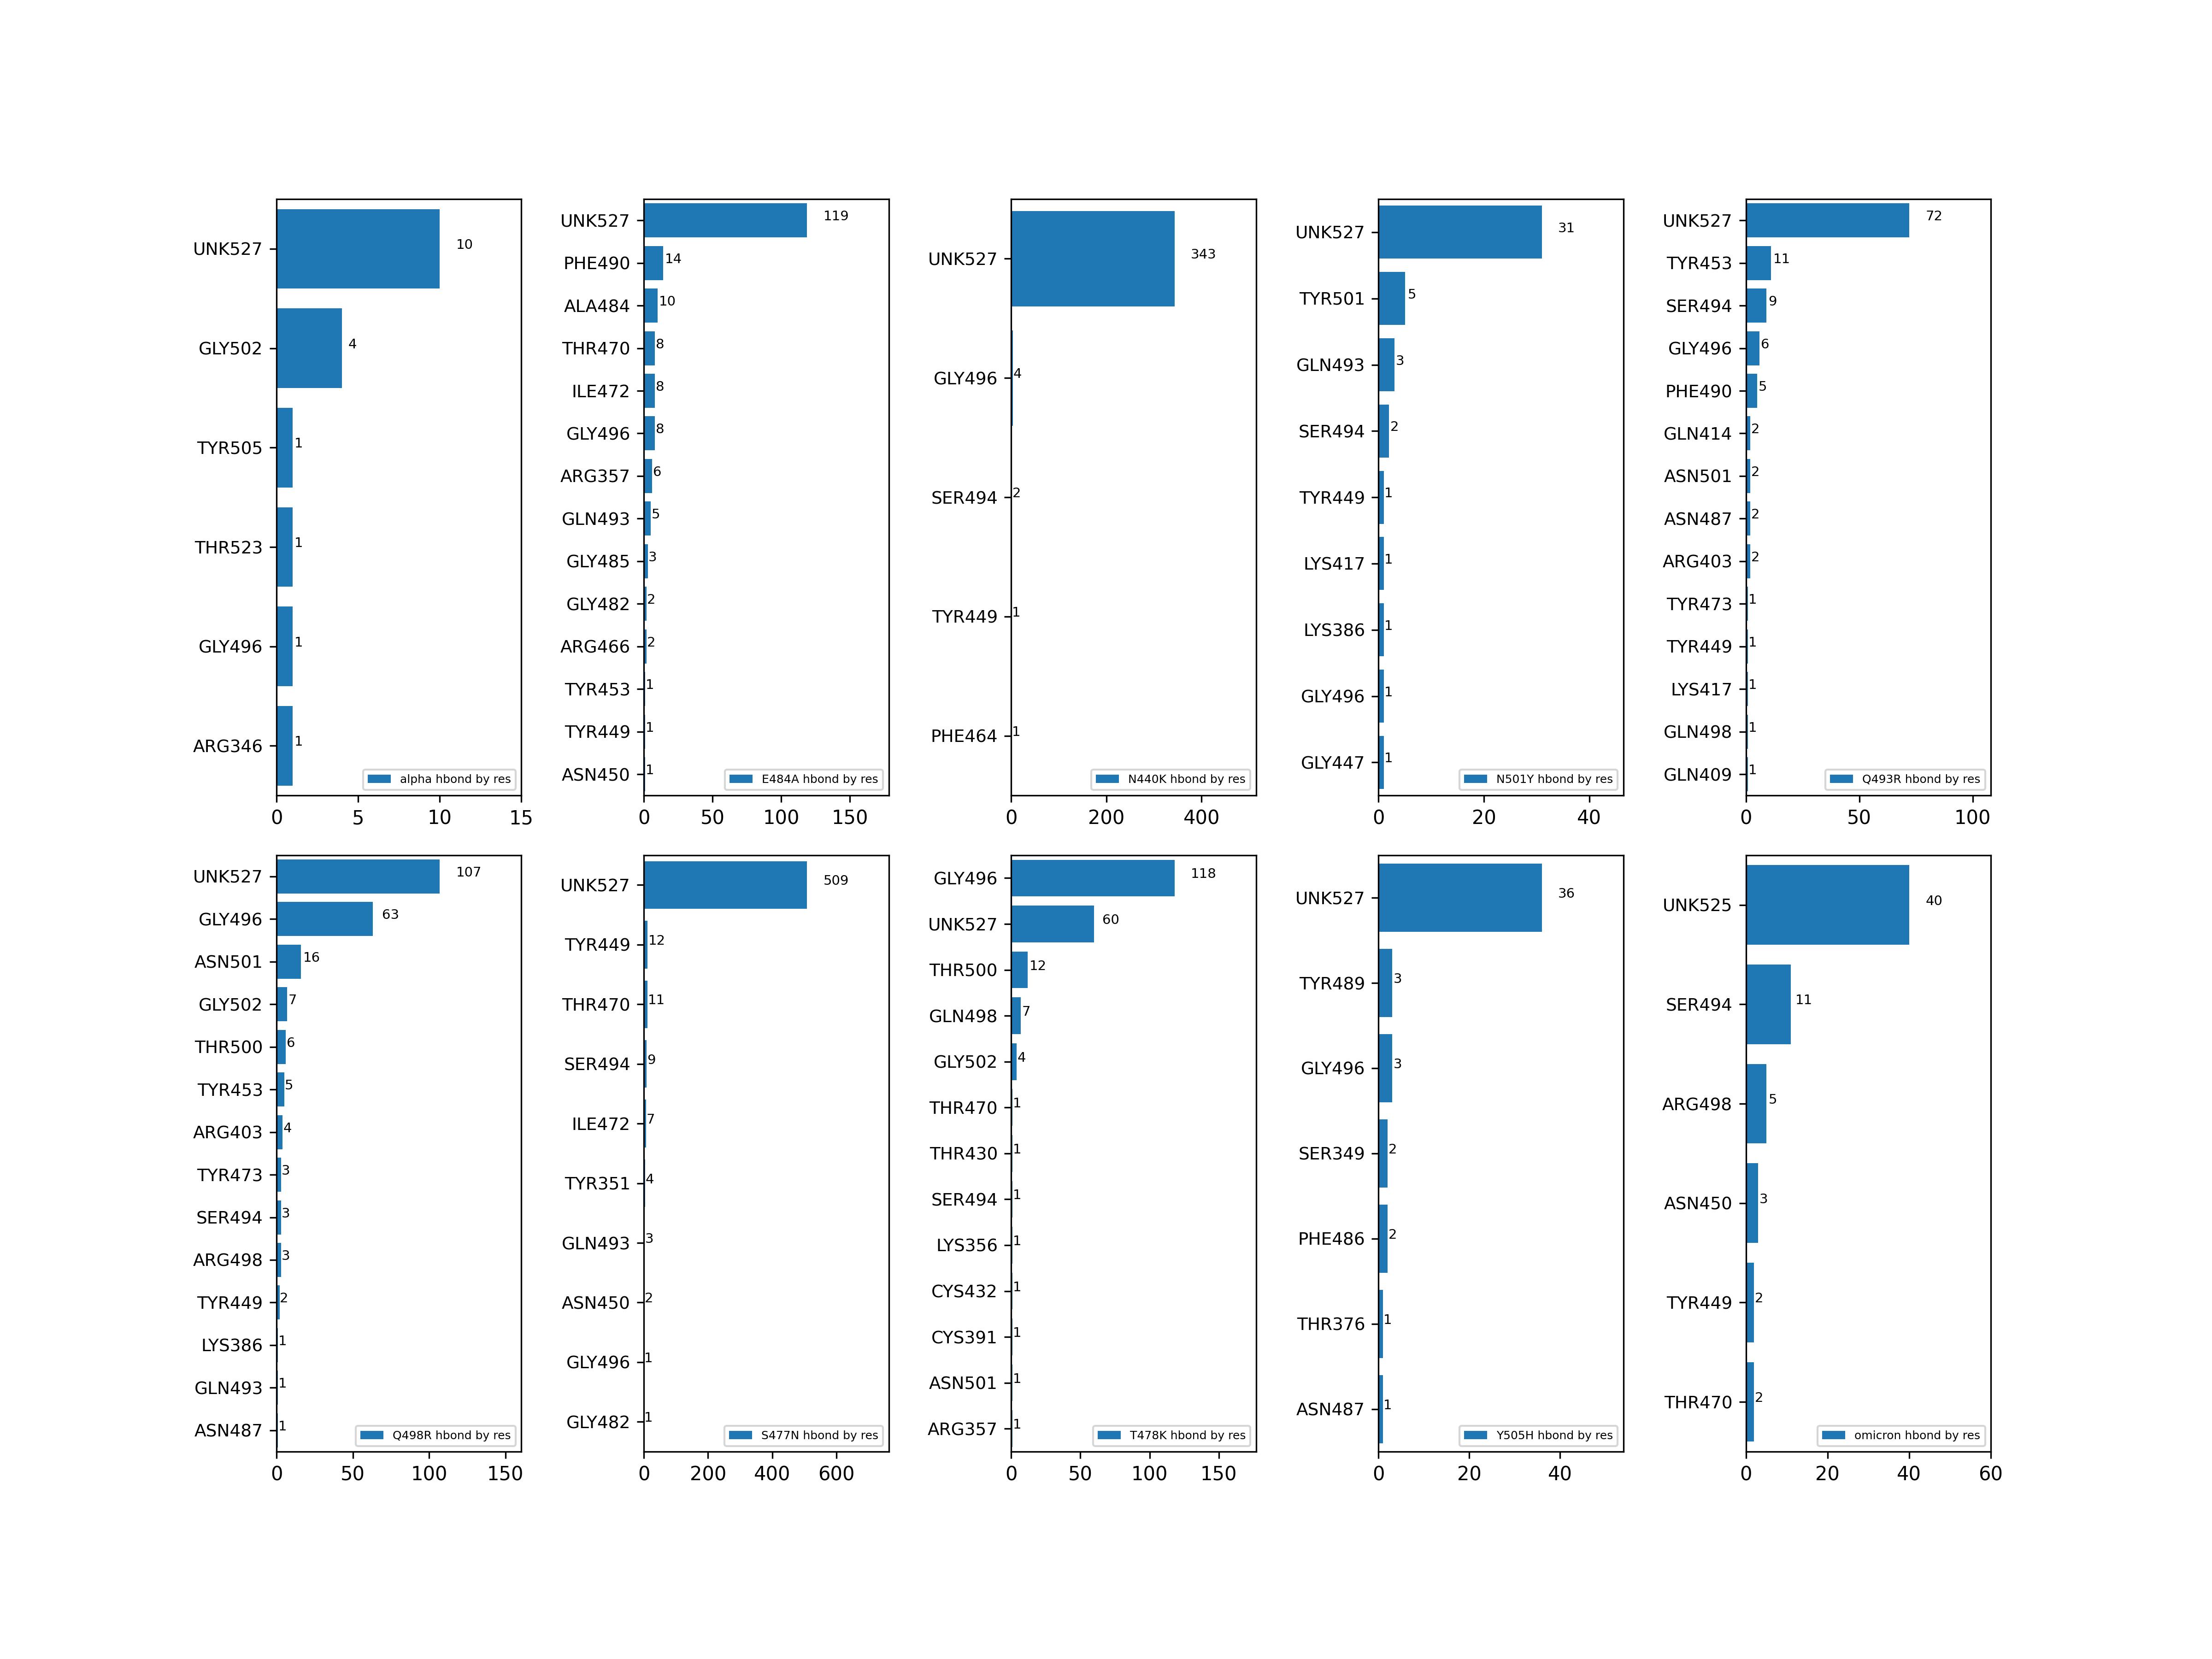 UNK527 10
GLY502 4
TYR505 1
THR523 1
GLY496 1
ARG346 1
alpha hbond by res
0 5 10 15
UNK527 119
PHE490 14
ALA484 10
THR470 8
ILE472 8
GLY496 8
ARG357 6
GLN493 5
GLY485 3
GLY482 2
ARG466 2
TYR453 1
TYR449 1
ASN450 1
E484A hbond by res
0 50 100 150
UNK527 343
GLY496 4
SER494 2
TYR449 1
PHE464 1
N440K hbond by res
0 200 400
UNK527 31
TYR501 5
GLN493 3
SER494 2
TYR449 1
LYS417 1
LYS386 1
GLY496 1
GLY447 1
N501Y hbond by res
0 20 40
UNK527 72
TYR453 11
SER494 9
GLY496 6
PHE490 5
GLN414 2
ASN501 2
ASN487 2
ARG403 2
TYR473 1
TYR449 1
LYS417 1
GLN498 1
GLN409 1
Q493R hbond by res
0 50 100
UNK527 107
GLY496 63
ASN501 16
GLY502 7
THR500 6
TYR453 5
ARG403 4
TYR473 3
SER494 3
ARG498 3
TYR449 2
LYS386 1
GLN493 1
ASN487 1
Q498R hbond by res
0 50 100 150
UNK527 509
TYR449 12
THR470 11
SER494 9
ILE472 7
TYR351 4
GLN493 3
ASN450 2
GLY496 1
GLY482 1
S477N hbond by res
0 200 400 600
GLY496 118
UNK527 60
THR500 12
GLN498 7
GLY502 4
THR470 1
THR430 1
SER494 1
LYS356 1
CYS432 1
CYS391 1
ASN501 1
ARG357 1
T478K hbond by res
0 50 100 150
UNK527 36
TYR489 3
GLY496 3
SER349 2
PHE486 2
THR376 1
ASN487 1
Y505H hbond by res
0 20 40
UNK525 40
SER494 11
ARG498 5
ASN450 3
TYR449 2
THR470 2
omicron hbond by res
0 20 40 60